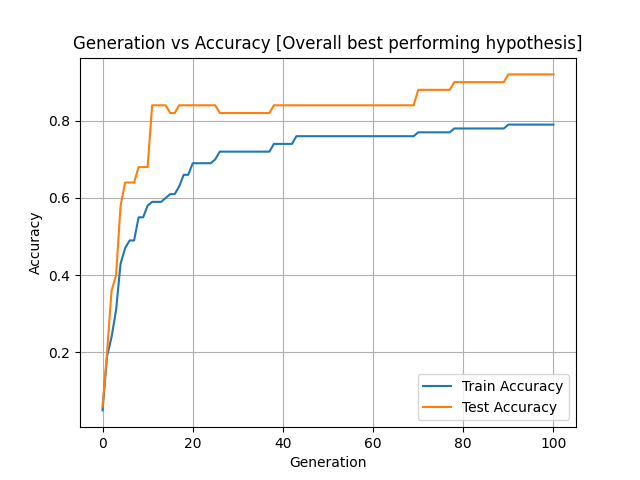 Generation vs Accuracy [Overall best performing hypothesis]
0.8
0.6
0.4
0.2
Accuracy
0 20 40 60 80 100
Generation
Train Accuracy
Test Accuracy